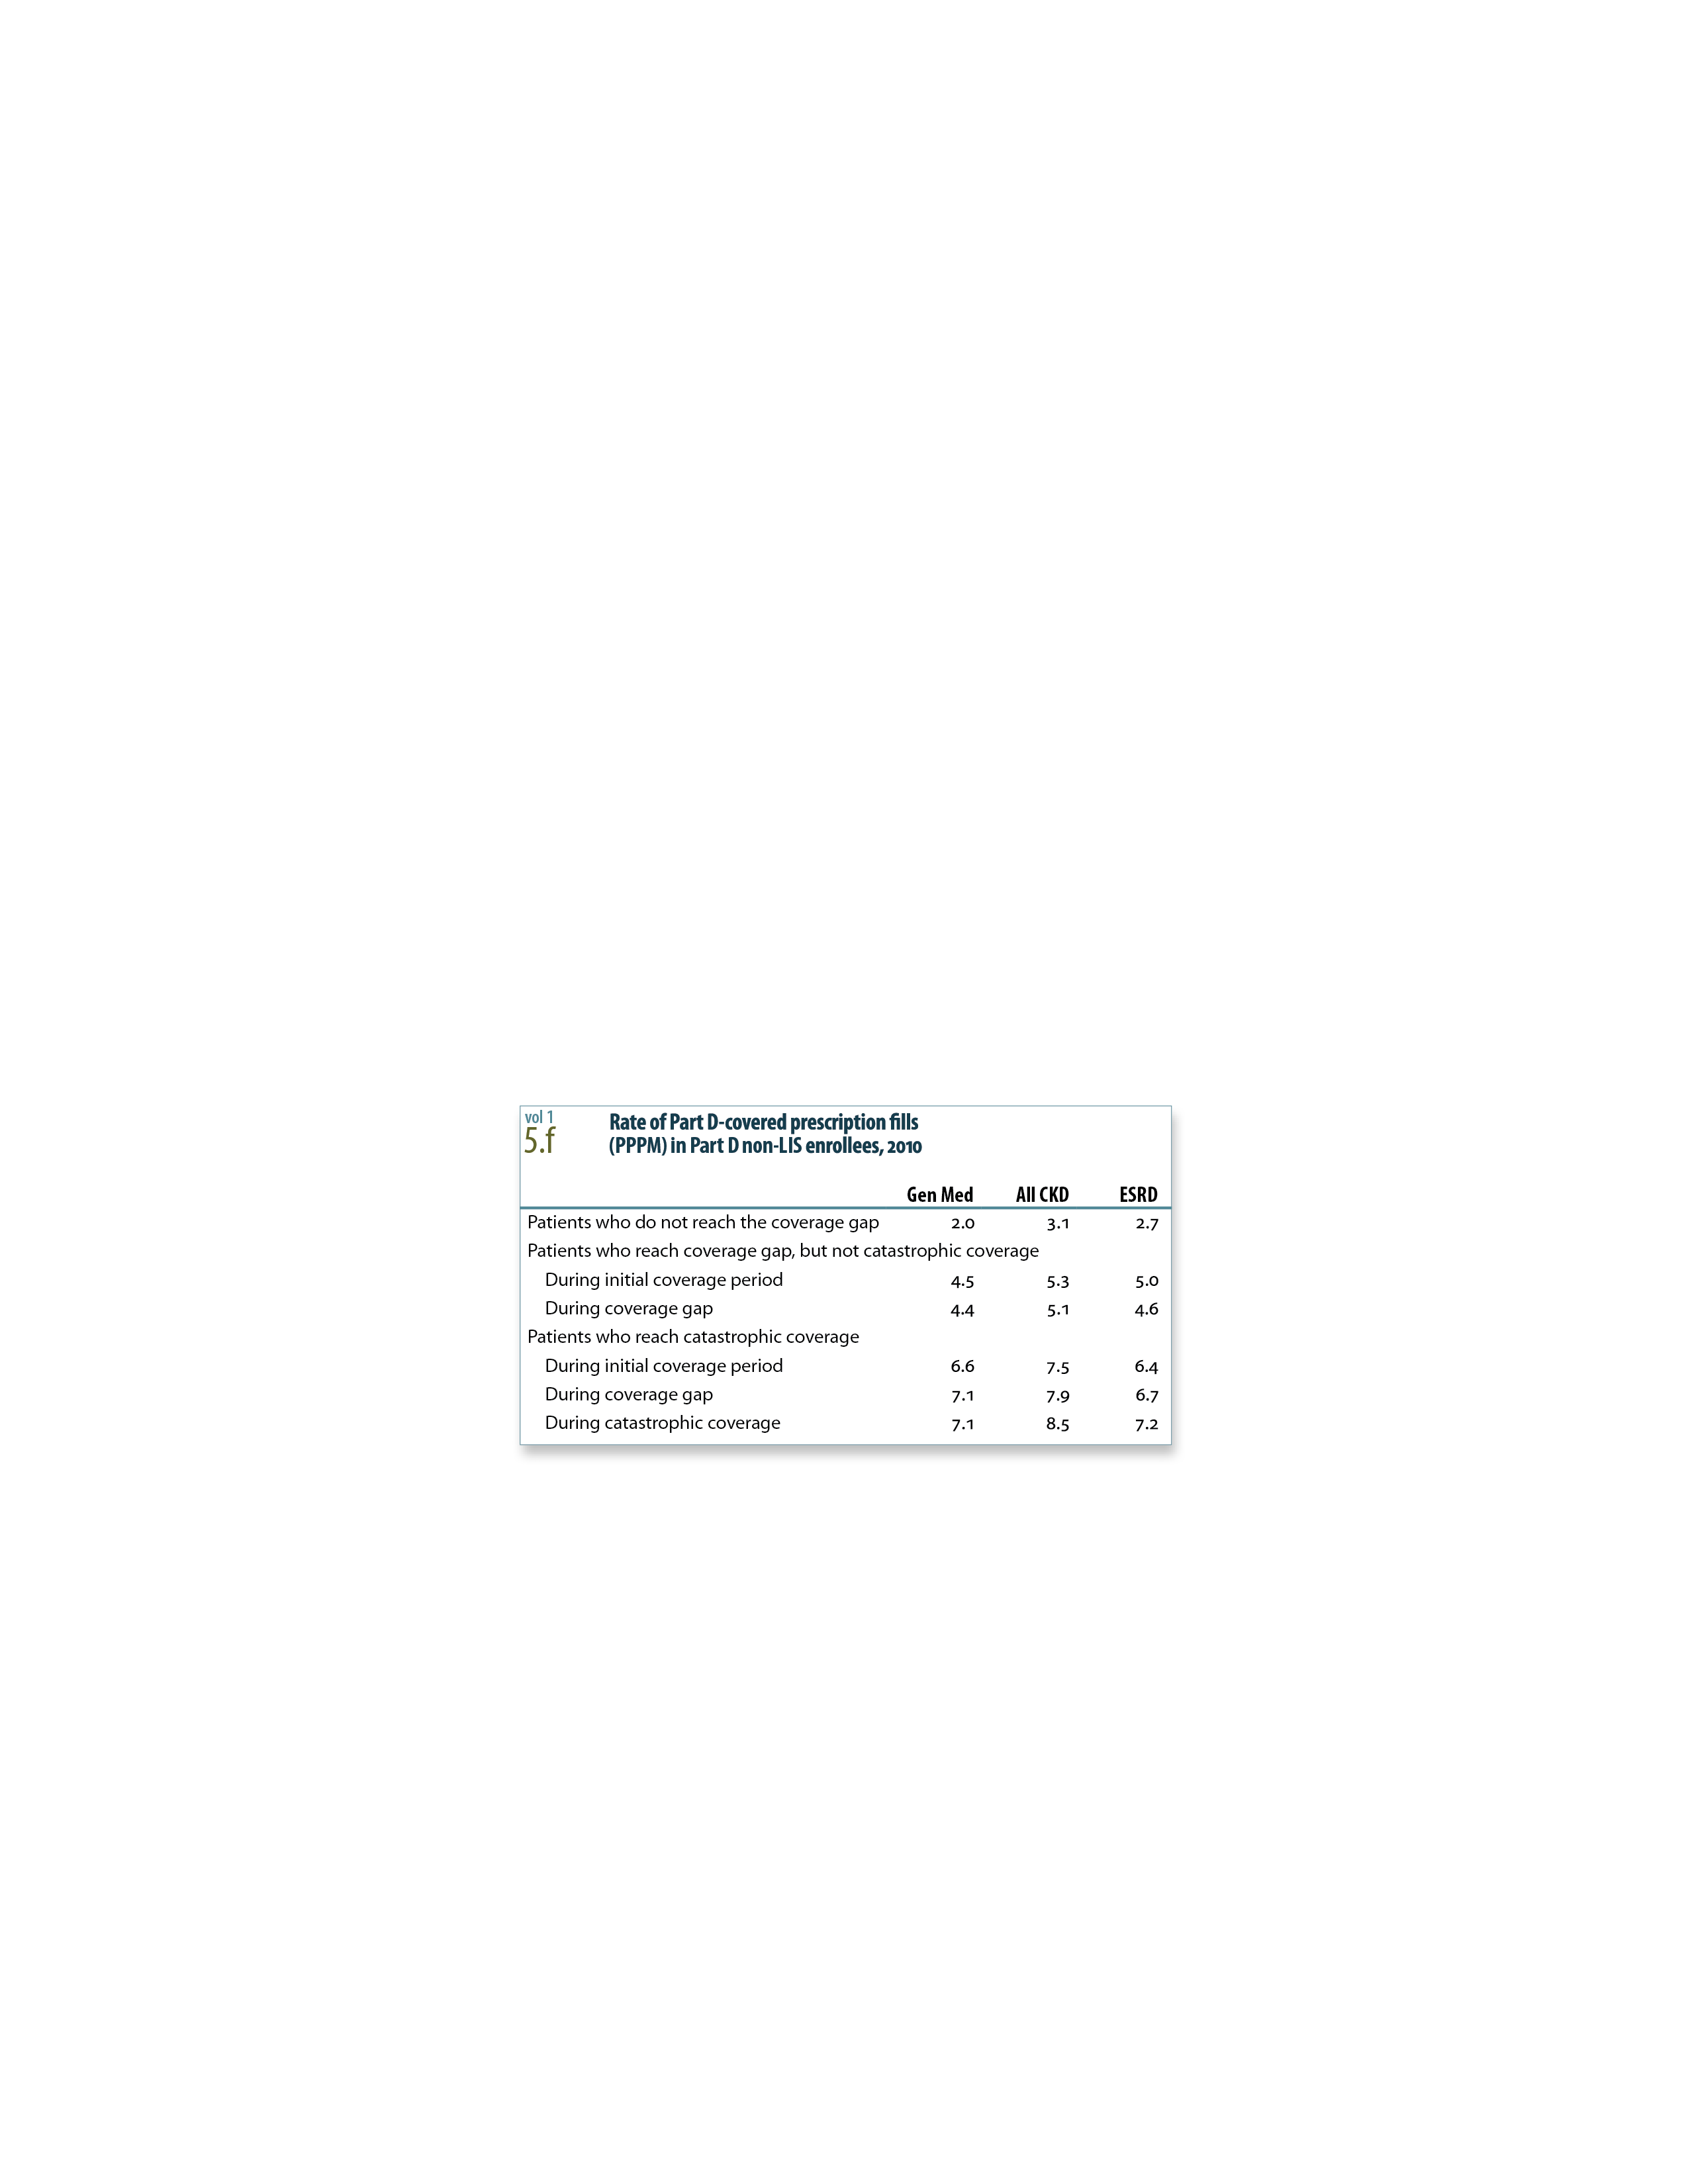 vol 1
5.f
Rate of Part D-covered prescription fills
(PPPM) in Part D non-LIS enrollees, 2010
Gen Med All CKD ESRD
Patients who do not reach the coverage gap 2.0 3.1 2.7
Patients who reach coverage gap, but not catastrophic coverage
During initial coverage period 4.5 5.3 5.0
During coverage gap 4.4 5.1 4.6
Patients who reach catastrophic coverage
During initial coverage period 6.6 7.5 6.4
During coverage gap 7.1 7.9 6.7
During catastrophic coverage 7.1 8.5 7.2